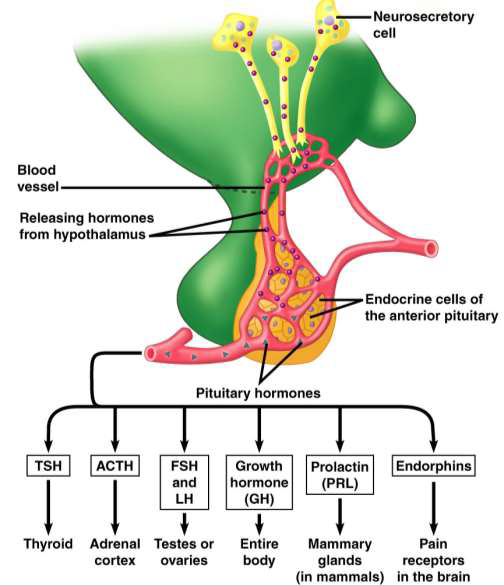 Neurosecretory
cell
Blood
vessel
Releasing hormones
from hypothalamus
Endocrine cells of
the anterior pituitary
Pituitary hormones
TSH
ACTH
FSH
and
LH
Growth
hormone
(GH)
Prolactin
(PRL)
Endorphins
Thyroid
Adrenal
cortex
Testes or
ovaries
Entire
body
Mammary
glands
(in mammals)
Pain
receptors
in the brain